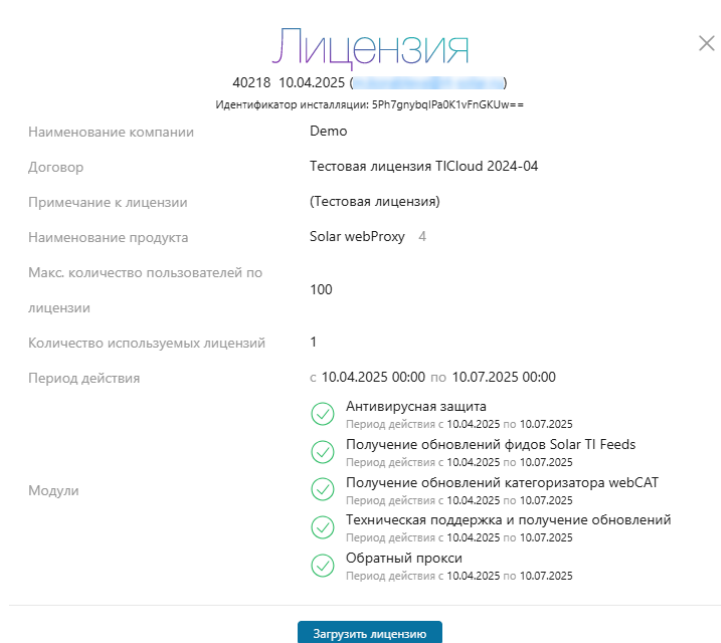 Лицензия
40218 10.04.2025 ( )
Идентификатор инсталляции: 5Ph7gnybqIPa0K1vFnGKUw==
Наименование компании Demo
Договор Тестовая лицензия TICloud 2024-04
Примечание к лицензии (Тестовая лицензия)
Наименование продукта Solar webProxy 4
Макс. количество пользователей по
лицензии 100
Количество используемых лицензий 1
Период действия с 10.04.2025 00:00 по 10.07.2025 00:00
Модули
Антивирусная защита
Период действия с 10.04.2025 по 10.07.2025
Получение обновлений фидов Solar TI Feeds
Период действия с 10.04.2025 по 10.07.2025
Получение обновлений категоризатора webCAT
Период действия с 10.04.2025 по 10.07.2025
Техническая поддержка и получение обновлений
Период действия с 10.04.2025 по 10.07.2025
Обратный прокси
Период действия с 10.04.2025 по 10.07.2025
Загрузить лицензию